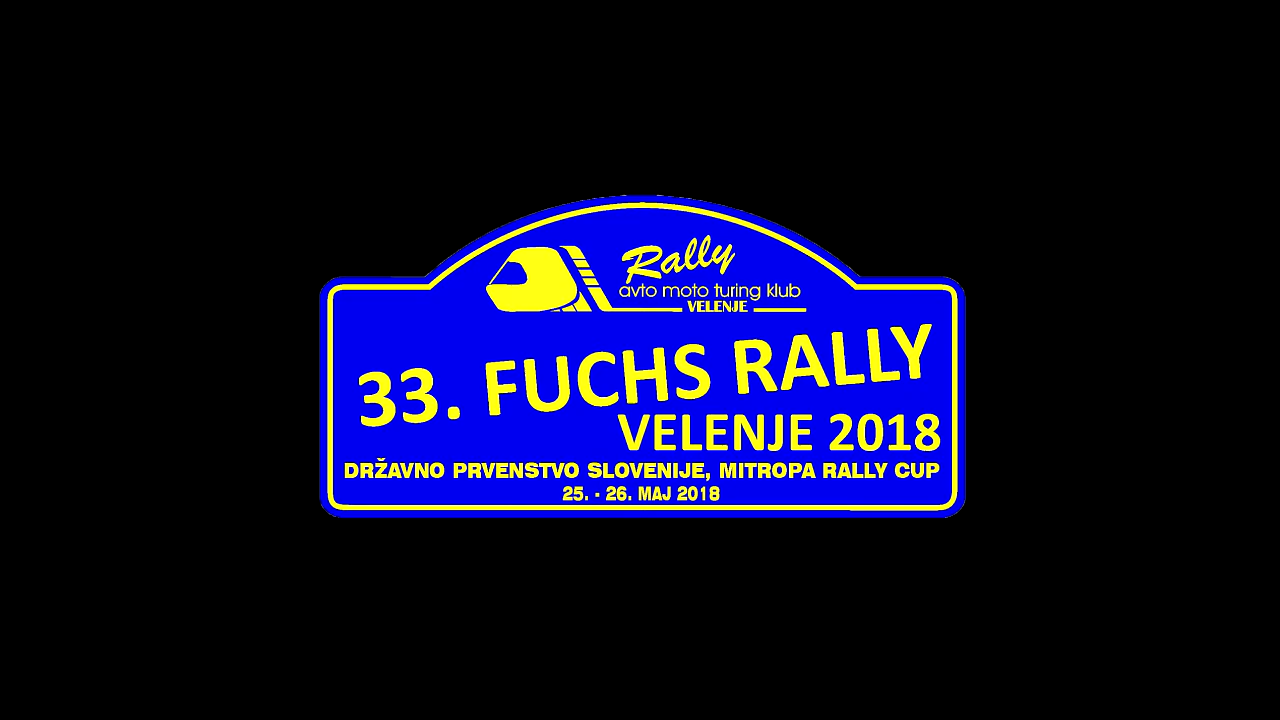 Rally
avto moto turing klub
VELENJE
33. FUCHS RALLY
VELENJE 2018
DRŽAVNO PRVENSTVO SLOVENIJE, MITROPA RALLY CUP
25. - 26. MAJ 2018